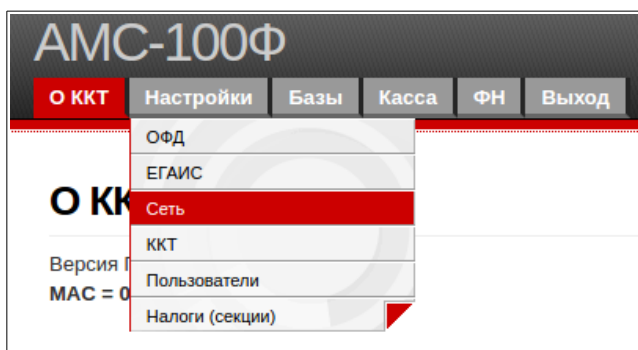 АМС-100Ф
О ККТ Настройки Базы Касса ФН Выход
ОФД
ЕГАИС
Сеть
ККТ
Пользователи
Налоги (секции)
О КК
Версия
MAC = 0